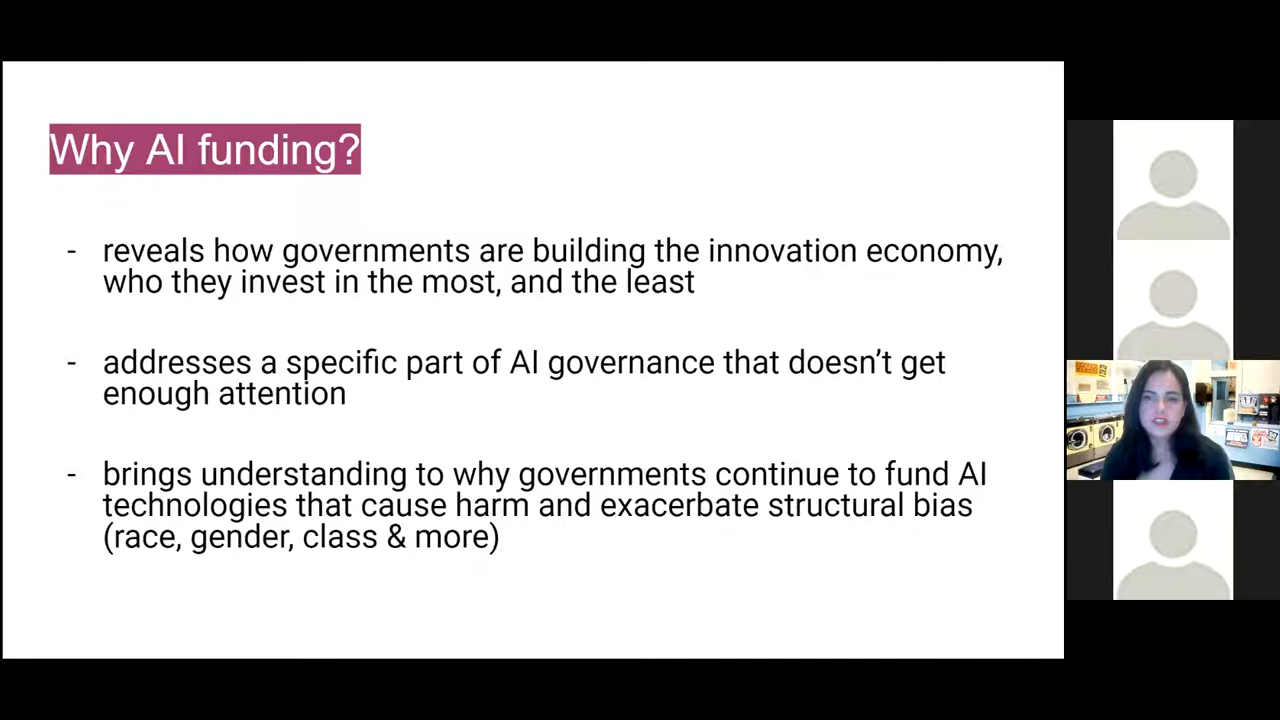 Why AI funding?
- reveals how governments are building the innovation economy,
who they invest in the most, and the least
- addresses a specific part of AI governance that doesn’t get
enough attention
- brings understanding to why governments continue to fund AI
technologies that cause harm and exacerbate structural bias
(race, gender, class & more)